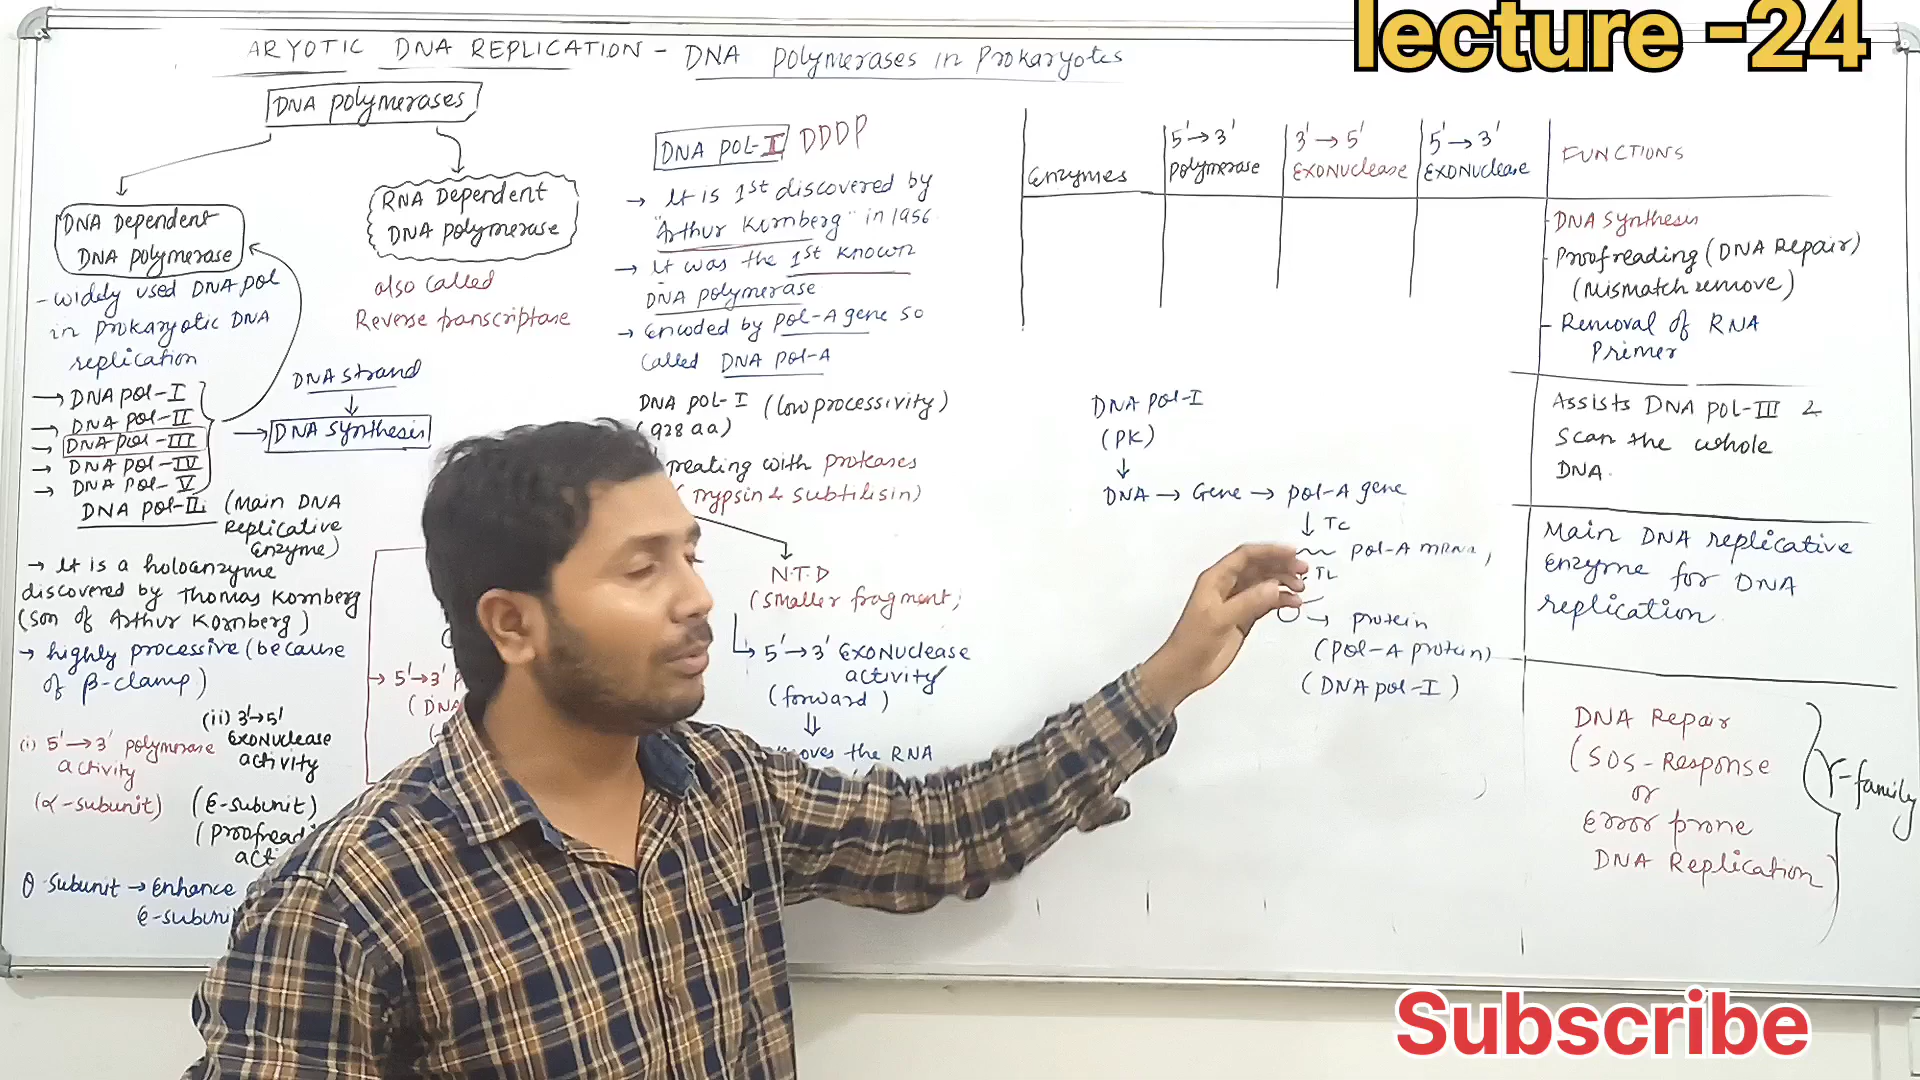 lecture -24
ARYOTIC DNA REPLICATION - DNA polymerases in Prokaryotes
DNA polymerases
DNA Dependent
DNA polymerase
- widely used DNA pol
in prokaryotic DNA
replication
→ DNA pol-I
→ DNA pol-II
→ DNA pol-III
→ DNA pol-IV
→ DNA pol-V
RNA Dependent
DNA polymerase
also called
Reverse transcriptase
DNA strand
↓
→ DNA synthesis
DNA pol-III (Main DNA
Replicative
enzyme)
→ It is a holoenzyme
discovered by Thomas Kornberg
(son of Arthur Kornberg)
→ highly processive (because
of β-clamp)
(i) 5'→3' polymerase
activity
(α-subunit)
(ii) 3'→5'
Exonuclease
activity
(ε-subunit)
(proofreadi
act
θ subunit → Enhance
ε-subuni
DNA pol-I DDDP
→ It is 1st discovered by
"Arthur Kornberg" in 1956
→ It was the 1st known
DNA polymerase
→ Encoded by pol-A gene so
called DNA pol-A
DNA pol-I (low processivity)
(928 aa)
Treating with proteases
(Trypsin & subtilisin)
→ 5'→3' P
(DNA
N.T.D
(smaller fragment)
→ 5'→3' Exonuclease
activity
(forward)
⇓
oves the RNA
Enzymes
5'→3'
polymerase
3'→5'
Exonuclease
5'→3'
Exonuclease
FUNCTIONS
- DNA synthesis
- Proofreading (DNA Repair)
(Mismatch remove)
- Removal of RNA
Primer
Assists DNA pol-III &
scan the whole
DNA.
Main DNA replicative
enzyme for DNA
replication
DNA Repair
(SOS-Response
or
Error prone
DNA Replication
Y-family
DNA pol-I
(PK)
↓
DNA → Gene → pol-A gene
↓ TC
pol-A mRNA
TL
→ protein
(pol-A protein)
(DNA pol-I)
Subscribe